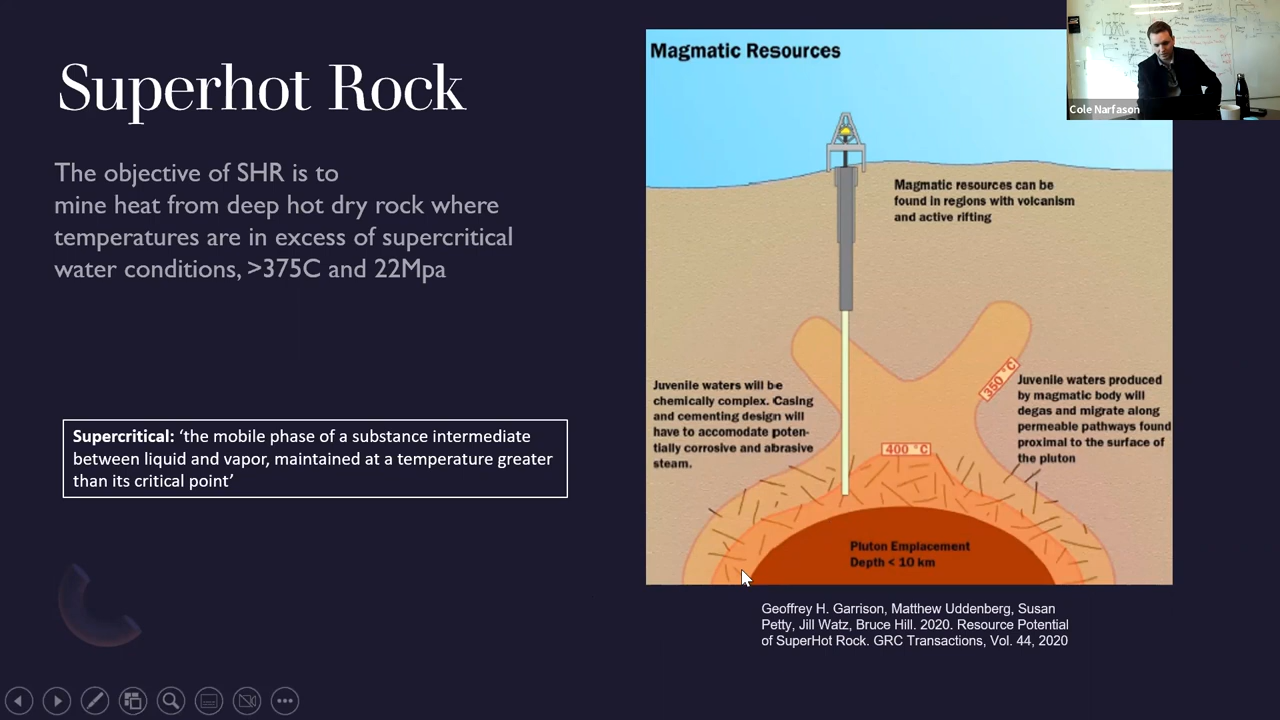 Superhot Rock
The objective of SHR is to
mine heat from deep hot dry rock where
temperatures are in excess of supercritical
water conditions, >375C and 22Mpa
Supercritical: ‘the mobile phase of a substance intermediate
between liquid and vapor, maintained at a temperature greater
than its critical point’
Magmatic Resources
Magmatic resources can be
found in regions with volcanism
and active rifting
Juvenile waters will be
chemically complex. Casing
and cementing design will
have to accomodate poten-
tially corrosive and abrasive
steam.
350 °C
400 °C
Juvenile waters produced
by magmatic body will
degas and migrate along
permeable pathways found
proximal to the surface of
the pluton
Pluton Emplacement
Depth < 10 km
Geoffrey H. Garrison, Matthew Uddenberg, Susan
Petty, Jill Watz, Bruce Hill. 2020. Resource Potential
of SuperHot Rock. GRC Transactions, Vol. 44, 2020
Cole Narfason